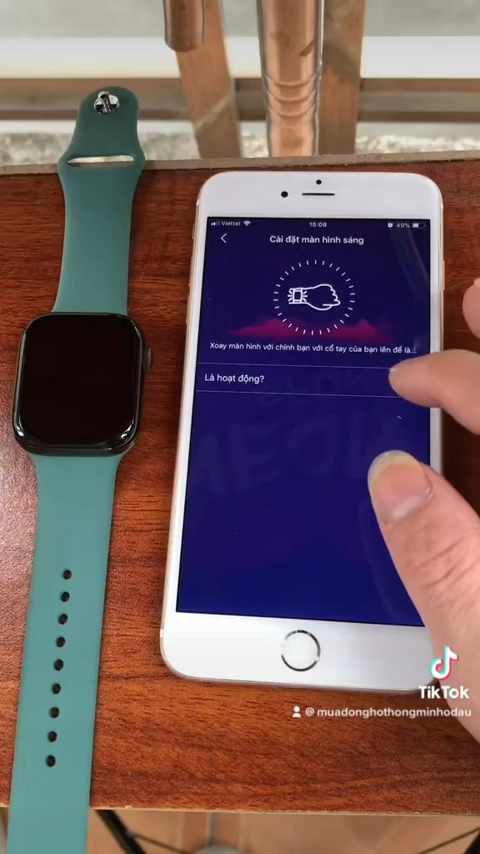 Viettel
15:08
49%
Cài đặt màn hình sáng
Xoay màn hình với chính bạn với cổ tay của bạn lên để là...
Là hoạt động?
MEDIA
TikTok
@ muadonghothongminhodau